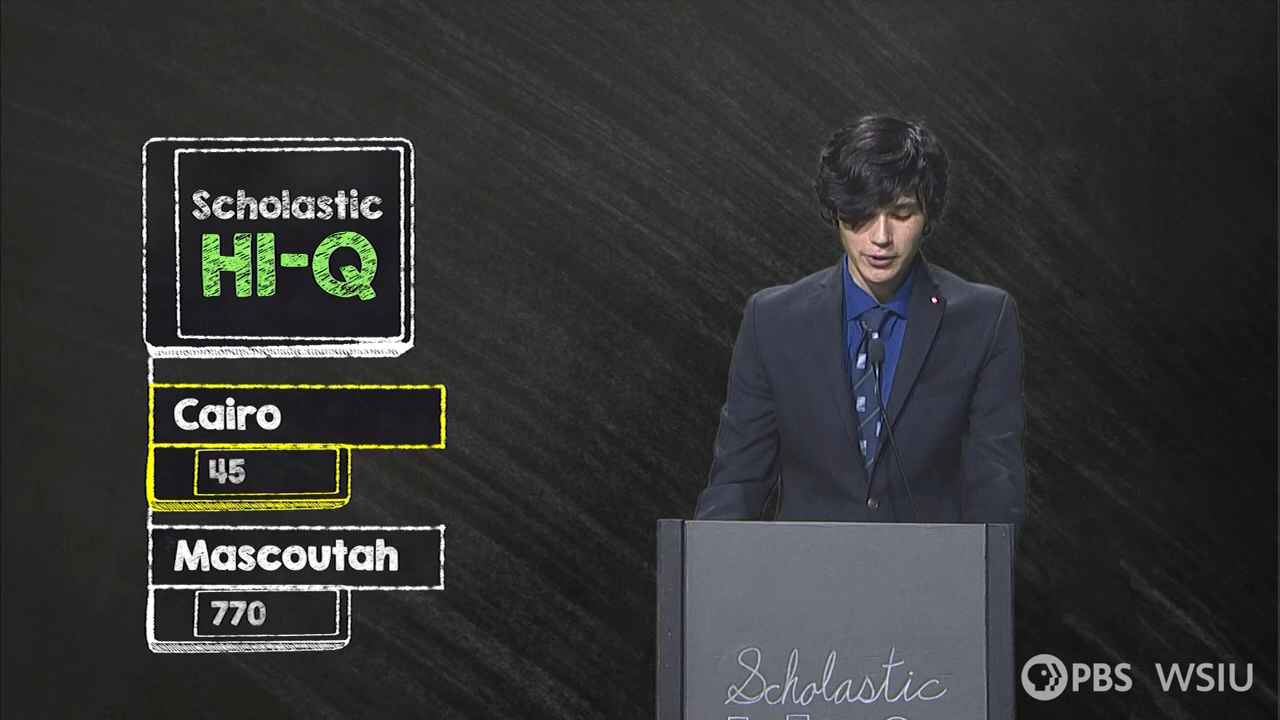 Scholastic
HI-Q
Cairo
45
Mascoutah
770
Scholastic
PBS WSIU